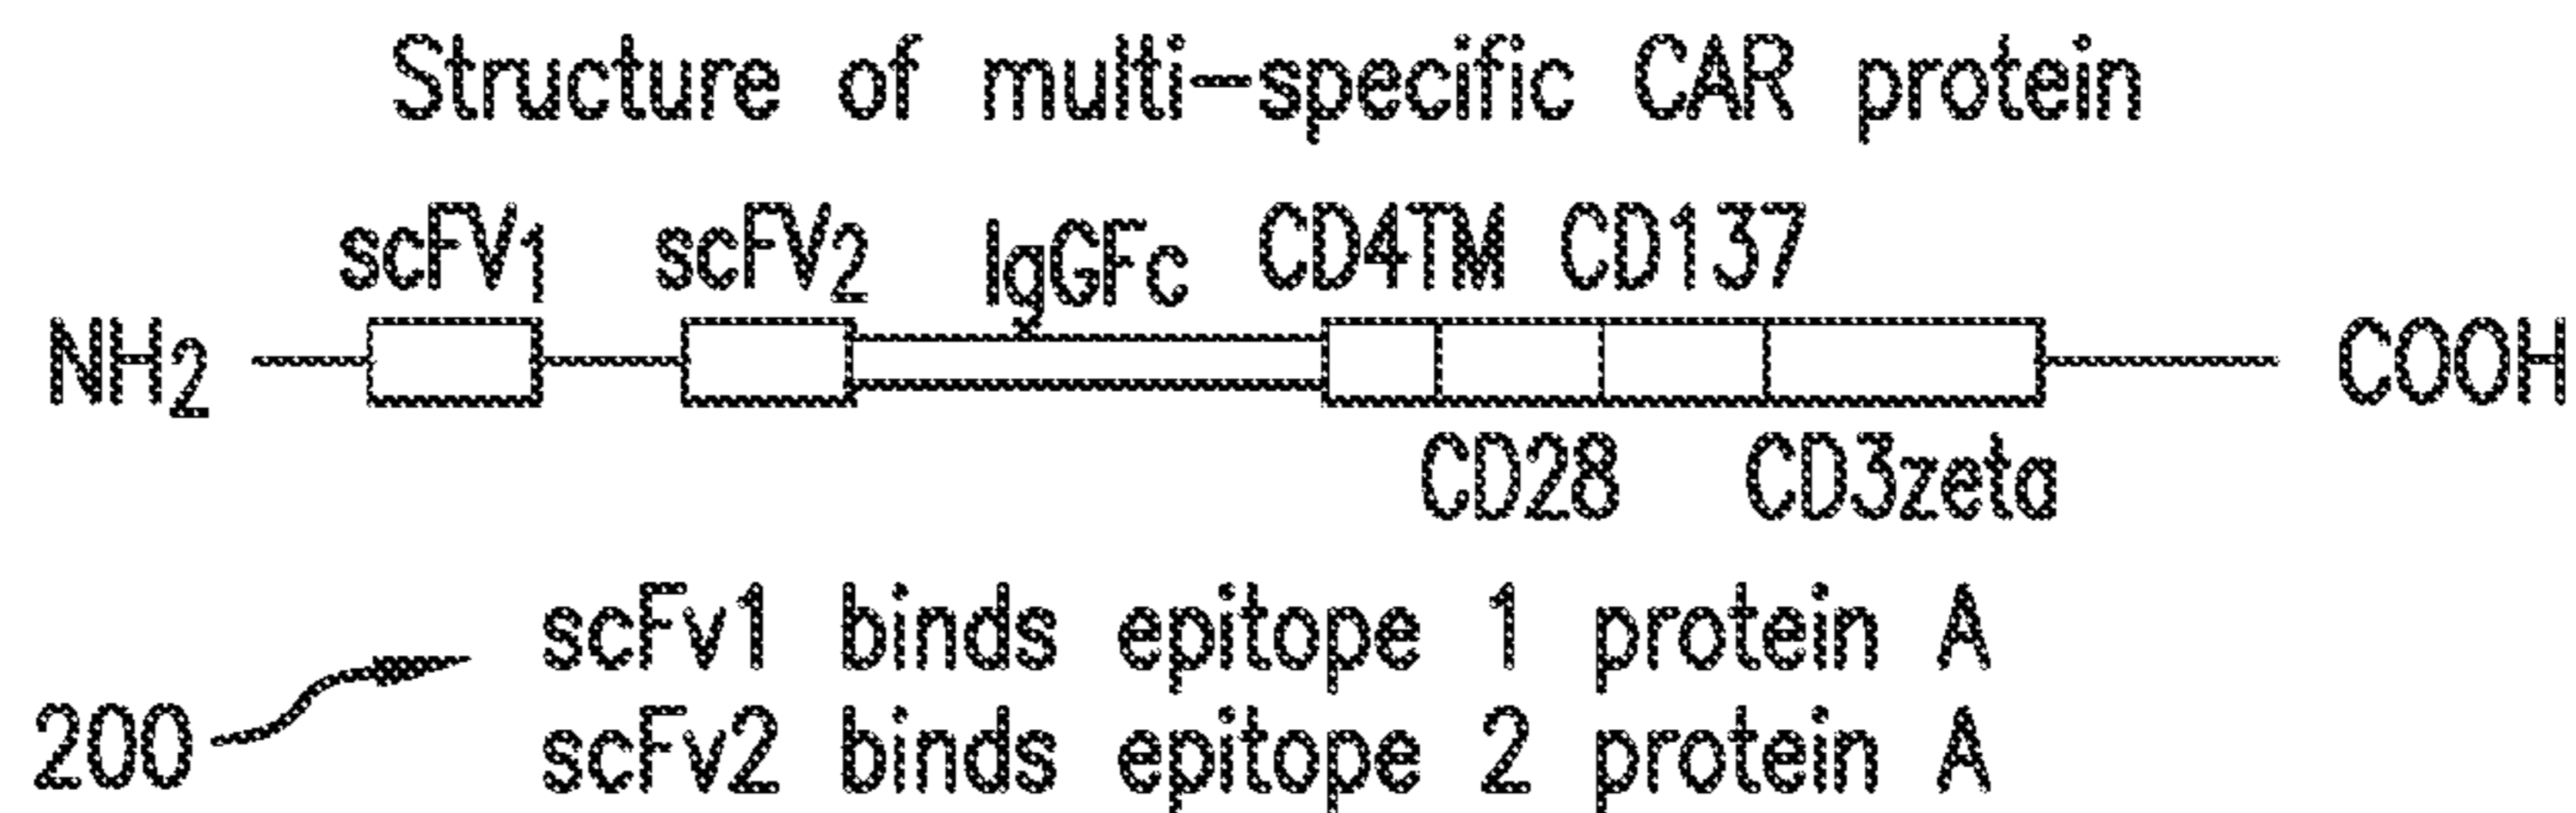 Structure of multi-specific CAR protein
scFV1 scFV2 IgGFc CD4TM CD137
NH2 COOH
CD28 CD3zeta
scFv1 binds epitope 1 protein A
200 scFv2 binds epitope 2 protein A